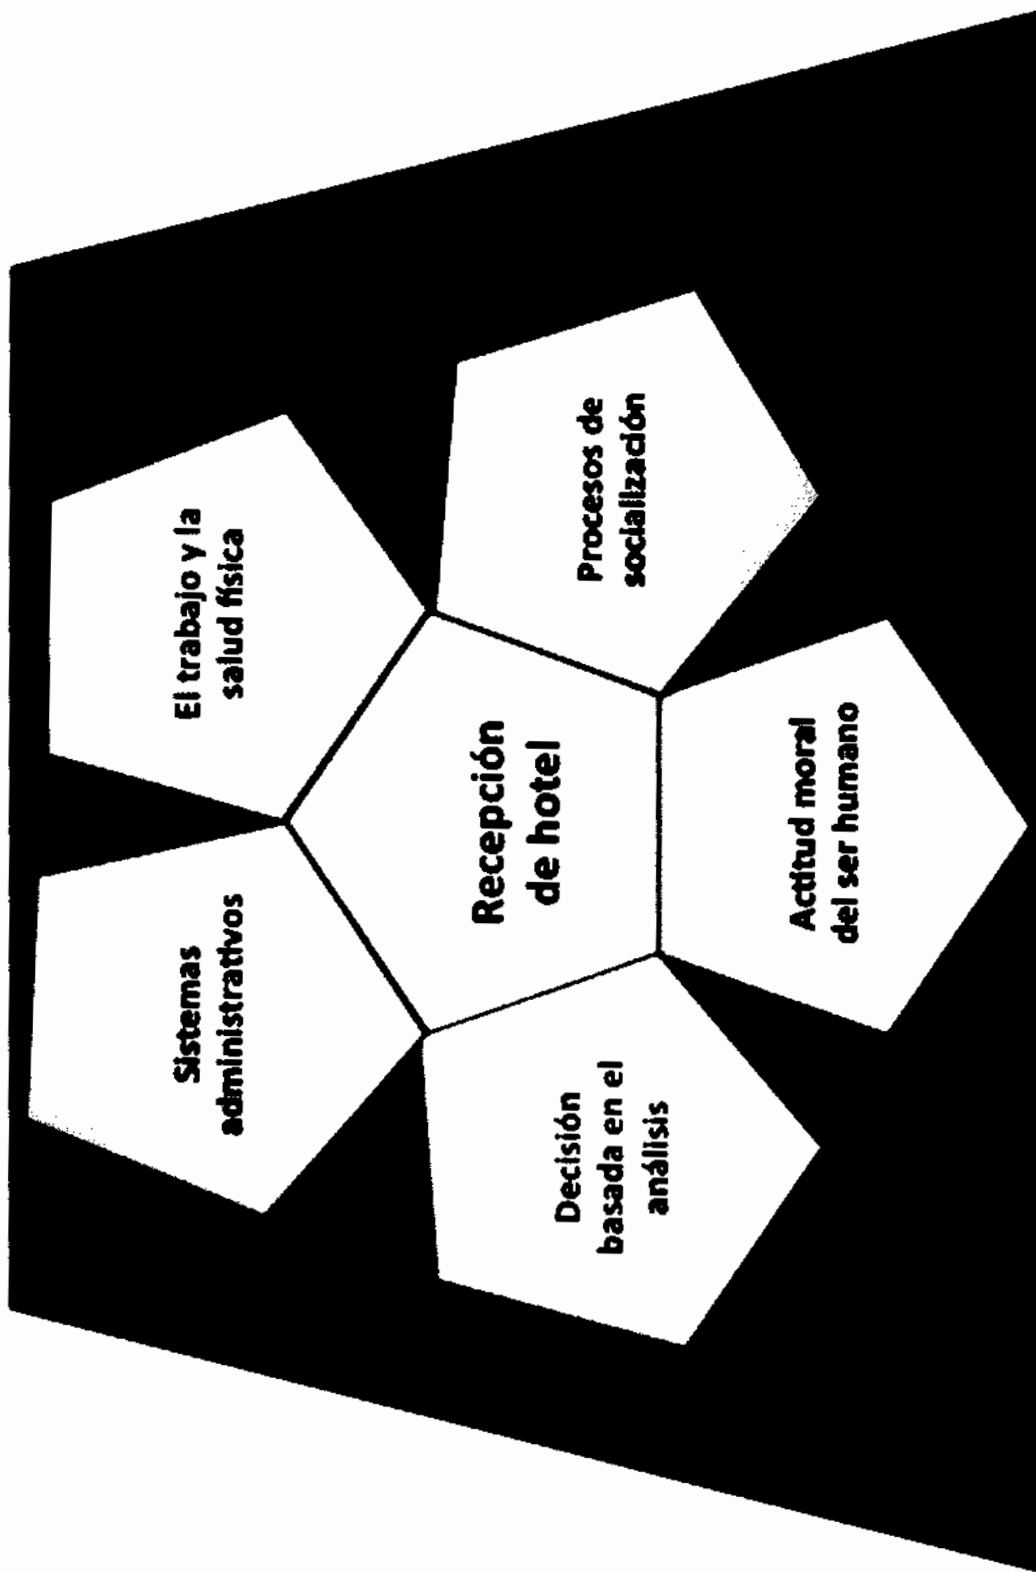 El trabajo y la
salud física
Sistemas
administrativos
Procesos de
socialización
Recepción
de hotel
Decisión
basada en el
análisis
Actitud moral
del ser humano